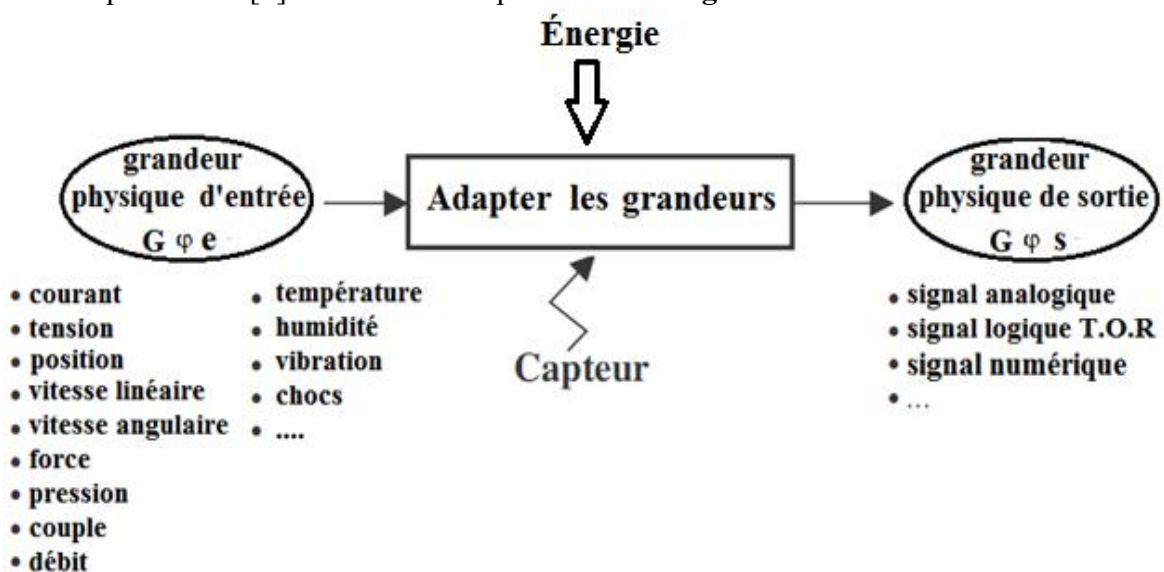 Énergie
grandeur
physique d'entrée
G φ e
Adapter les grandeurs
grandeur
physique de sortie
G φ s
• courant
• tension
• position
• vitesse linéaire
• vitesse angulaire
• force
• pression
• couple
• débit
• température
• humidité
• vibration
• chocs
• ....
Capteur
• signal analogique
• signal logique T.O.R
• signal numérique
• ...